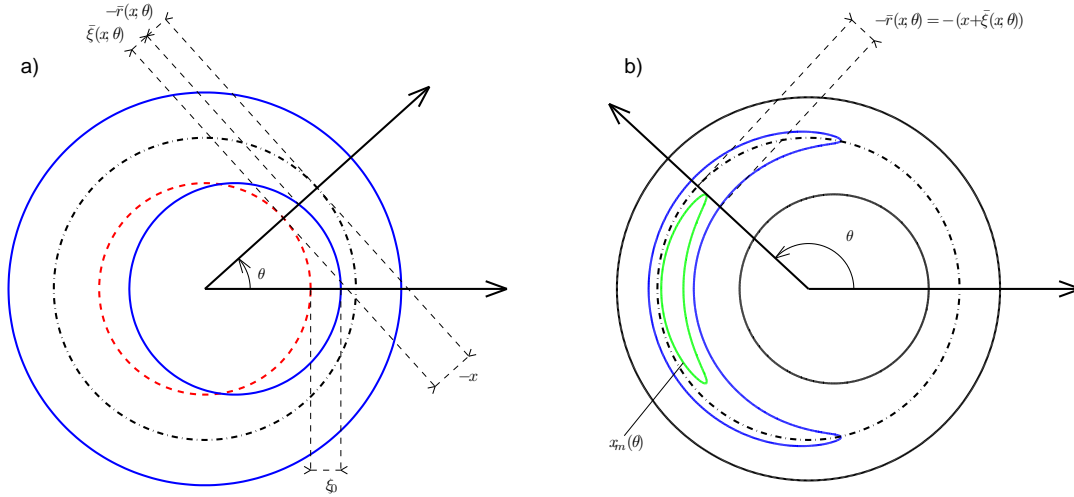 −r̄(x;θ)
ξ̄(x;θ)
a)
θ
−x
ξ₀
−r̄(x;θ) = −(x+ξ̄(x;θ))
b)
θ
xₘ(θ)